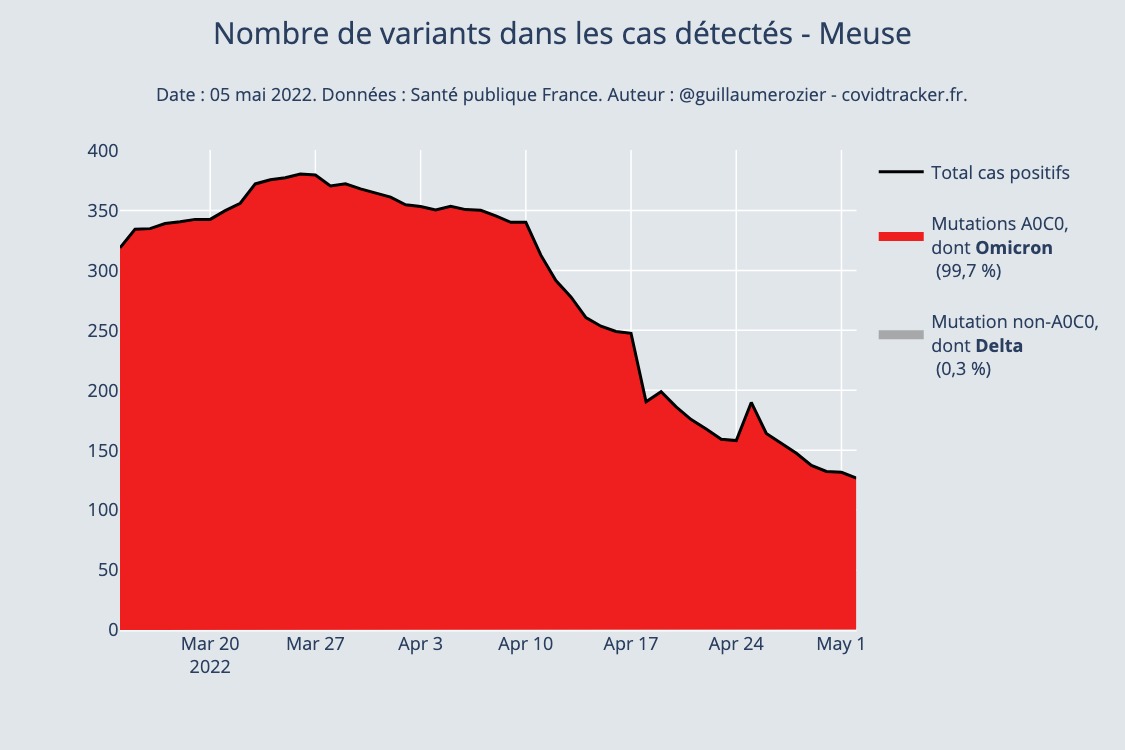 Nombre de variants dans les cas détectés - Meuse
Date : 05 mai 2022. Données : Santé publique France. Auteur : @guillaumerozier - covidtracker.fr.
400
350
300
250
200
150
100
50
0
Mar 20
2022
Mar 27
Apr 3
Apr 10
Apr 17
Apr 24
May 1
Total cas positifs
Mutations A0C0,
dont Omicron
(99,7 %)
Mutation non-A0C0,
dont Delta
(0,3 %)